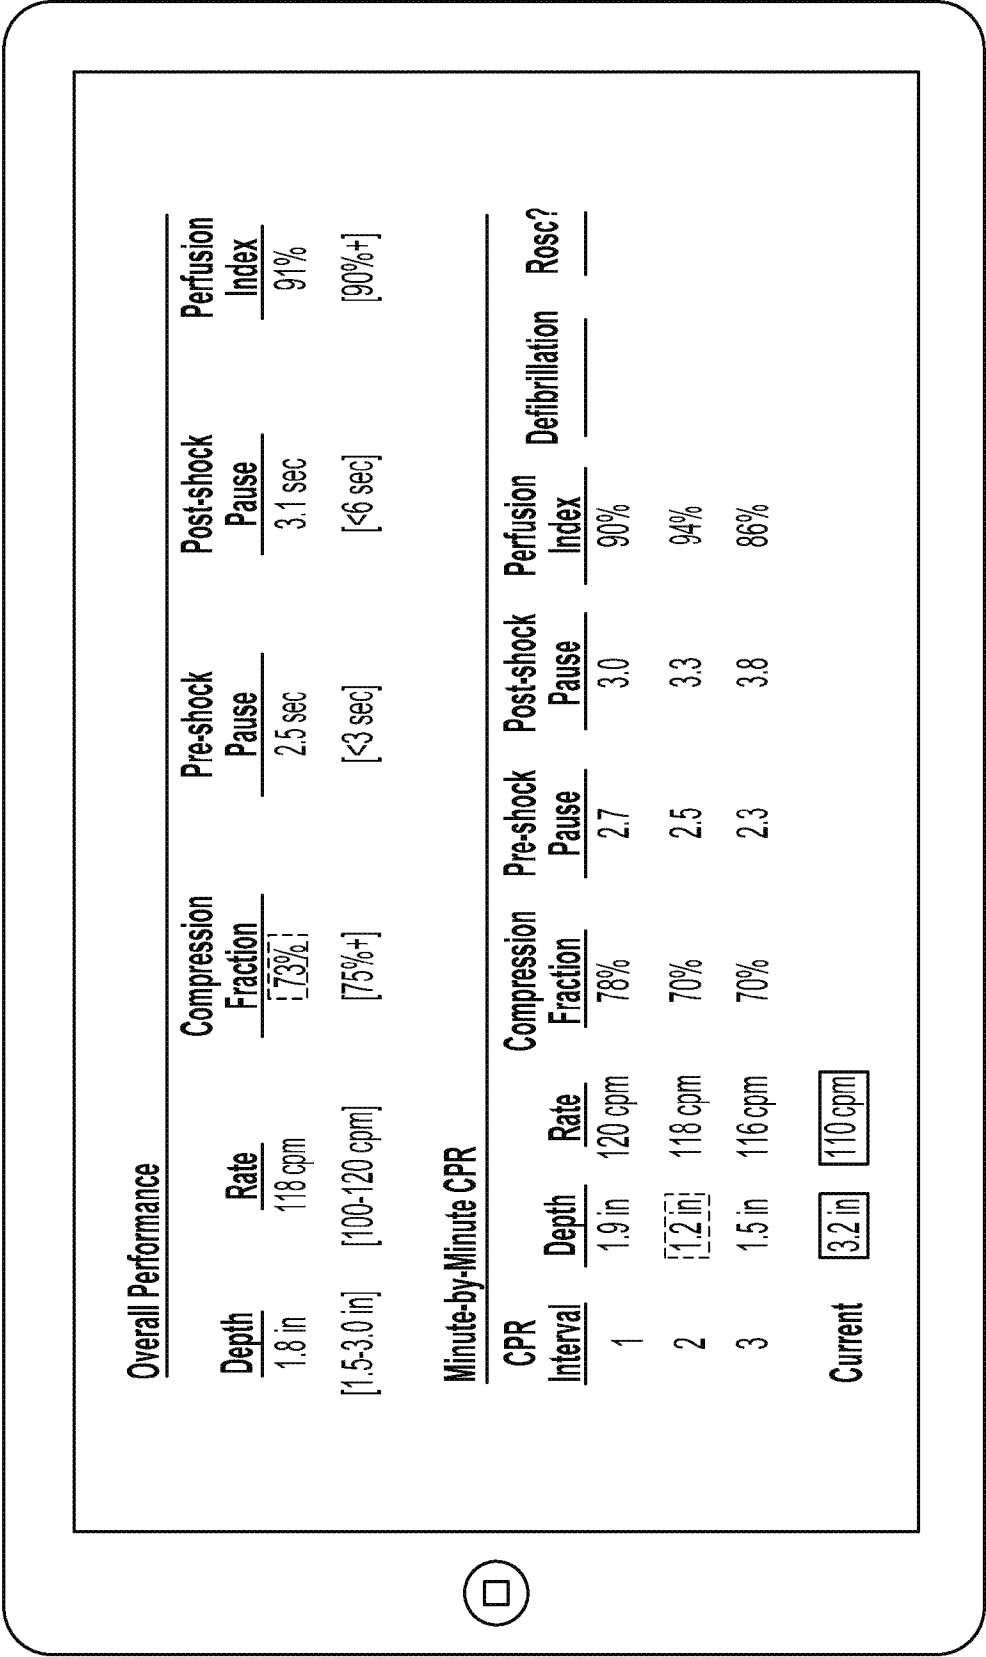 Overall Performance
Depth Rate Compression Fraction Pre-shock Pause Post-shock Pause Perfusion Index
1.8 in 118 cpm 73% 2.5 sec 3.1 sec 91%
[1.5-3.0 in] [100-120 cpm] [75%+] [<3 sec] [<6 sec] [90%+]
Minute-by-Minute CPR
CPR Interval Depth Rate Compression Fraction Pre-shock Pause Post-shock Pause Perfusion Index Defibrillation Rosc?
1 1.9 in 120 cpm 78% 2.7 3.0 90%
2 1.2 in 118 cpm 70% 2.5 3.3 94%
3 1.5 in 116 cpm 70% 2.3 3.8 86%
Current 3.2 in 110 cpm